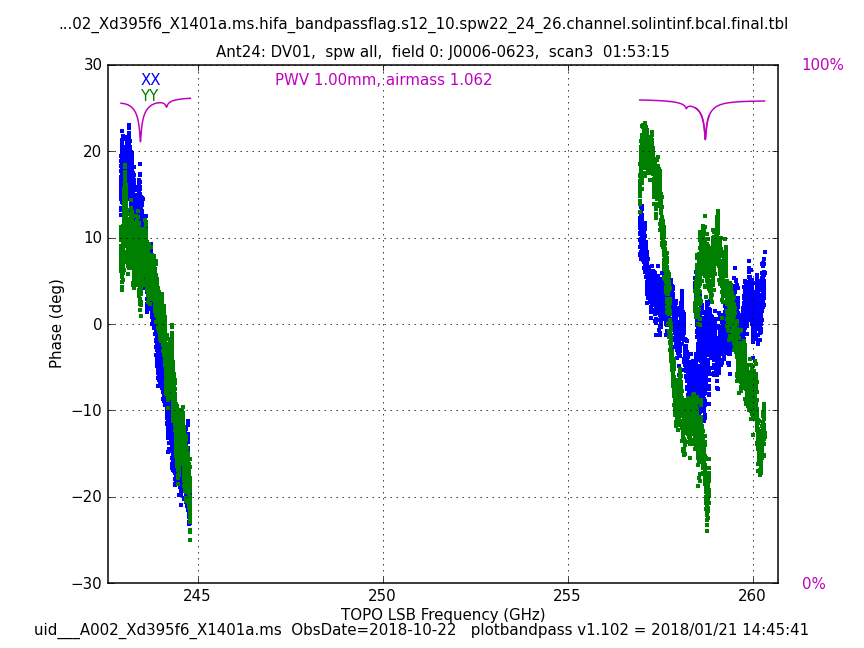 ...02_Xd395f6_X1401a.ms.hifa_bandpassflag.s12_10.spw22_24_26.channel.solintinf.bcal.final.tbl
Ant24: DV01,  spw all,  field 0: J0006-0623,  scan3  01:53:15
30
XX
PWV 1.00mm, airmass 1.062
100%
YY
20
10
0
−10
−20
−30
0%
Phase (deg)
245
250
255
260
TOPO LSB Frequency (GHz)
uid___A002_Xd395f6_X1401a.ms  ObsDate=2018-10-22   plotbandpass v1.102 = 2018/01/21 14:45:41